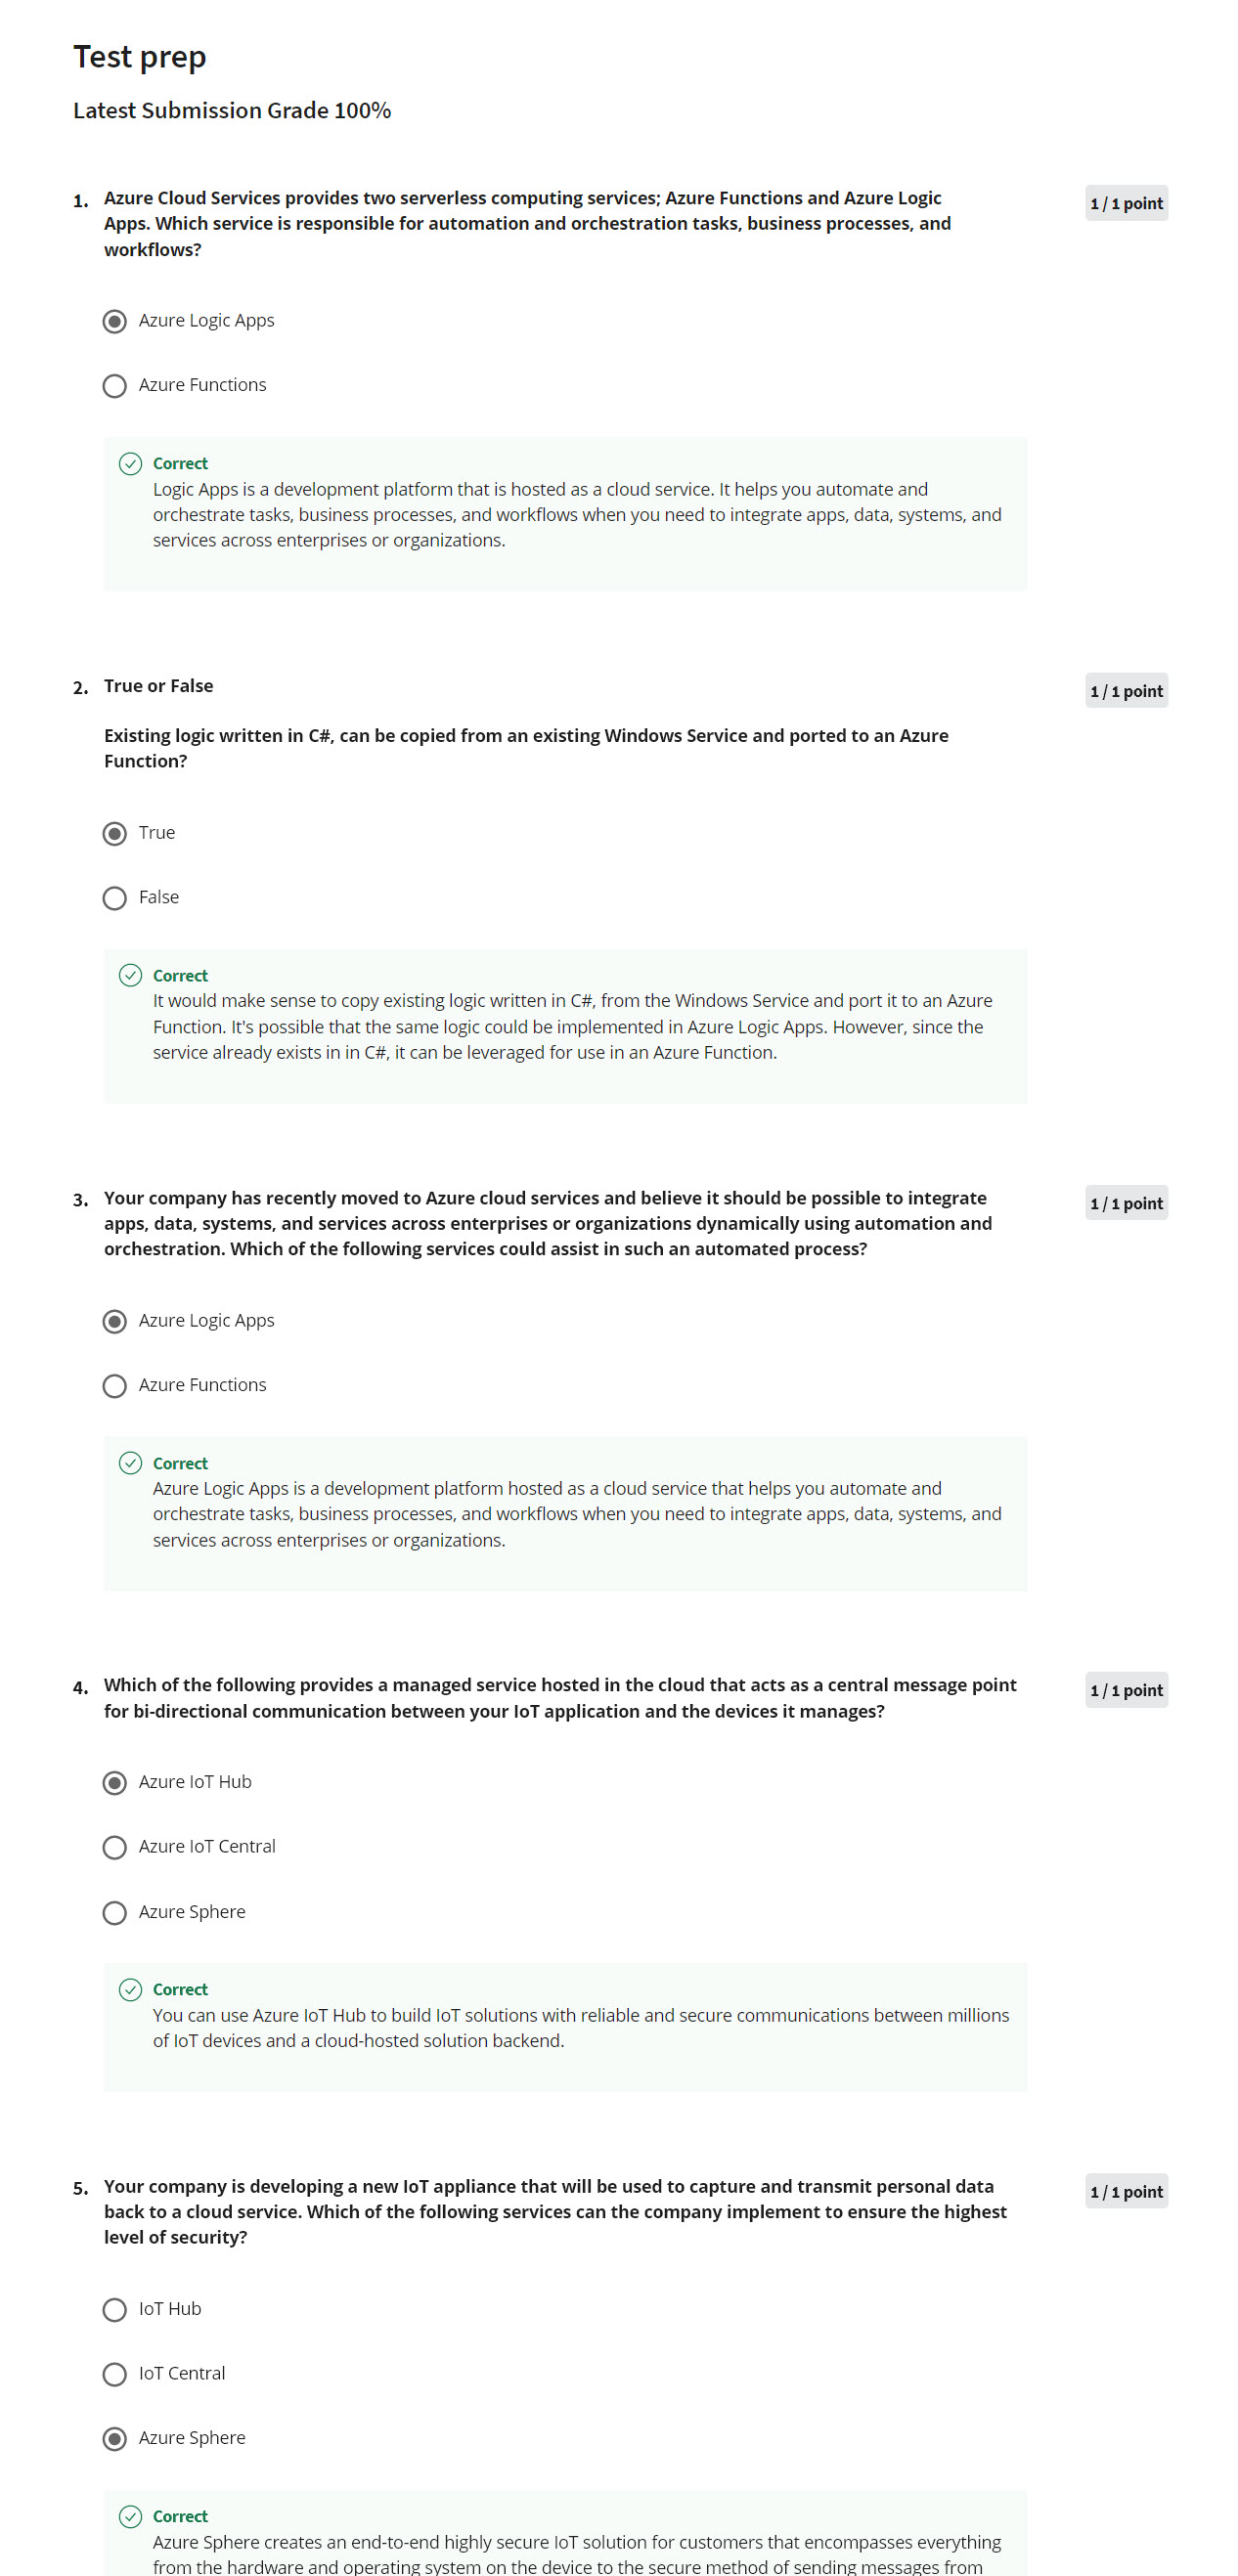 Test prep
Latest Submission Grade 100%
1. Azure Cloud Services provides two serverless computing services; Azure Functions and Azure Logic
Apps. Which service is responsible for automation and orchestration tasks, business processes, and
workflows?
1 / 1 point
Azure Logic Apps
Azure Functions
Correct
Logic Apps is a development platform that is hosted as a cloud service. It helps you automate and
orchestrate tasks, business processes, and workflows when you need to integrate apps, data, systems, and
services across enterprises or organizations.
2. True or False
1 / 1 point
Existing logic written in C#, can be copied from an existing Windows Service and ported to an Azure
Function?
True
False
Correct
It would make sense to copy existing logic written in C#, from the Windows Service and port it to an Azure
Function. It's possible that the same logic could be implemented in Azure Logic Apps. However, since the
service already exists in in C#, it can be leveraged for use in an Azure Function.
3. Your company has recently moved to Azure cloud services and believe it should be possible to integrate
apps, data, systems, and services across enterprises or organizations dynamically using automation and
orchestration. Which of the following services could assist in such an automated process?
1 / 1 point
Azure Logic Apps
Azure Functions
Correct
Azure Logic Apps is a development platform hosted as a cloud service that helps you automate and
orchestrate tasks, business processes, and workflows when you need to integrate apps, data, systems, and
services across enterprises or organizations.
4. Which of the following provides a managed service hosted in the cloud that acts as a central message point
for bi-directional communication between your IoT application and the devices it manages?
1 / 1 point
Azure IoT Hub
Azure IoT Central
Azure Sphere
Correct
You can use Azure IoT Hub to build IoT solutions with reliable and secure communications between millions
of IoT devices and a cloud-hosted solution backend.
5. Your company is developing a new IoT appliance that will be used to capture and transmit personal data
back to a cloud service. Which of the following services can the company implement to ensure the highest
level of security?
1 / 1 point
IoT Hub
IoT Central
Azure Sphere
Correct
Azure Sphere creates an end-to-end highly secure IoT solution for customers that encompasses everything
from the hardware and operating system on the device to the secure method of sending messages from